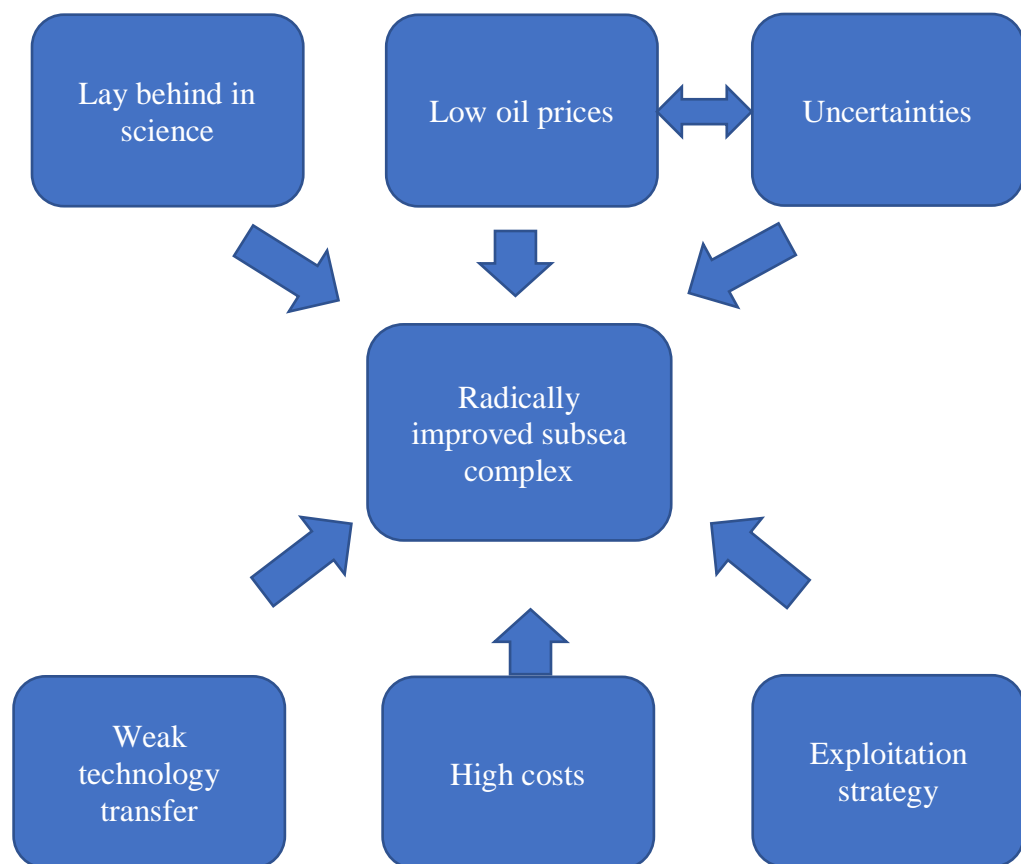 Lay behind in
science
Low oil prices
Uncertainties
Radically
improved subsea
complex
Weak
technology
transfer
High costs
Exploitation
strategy